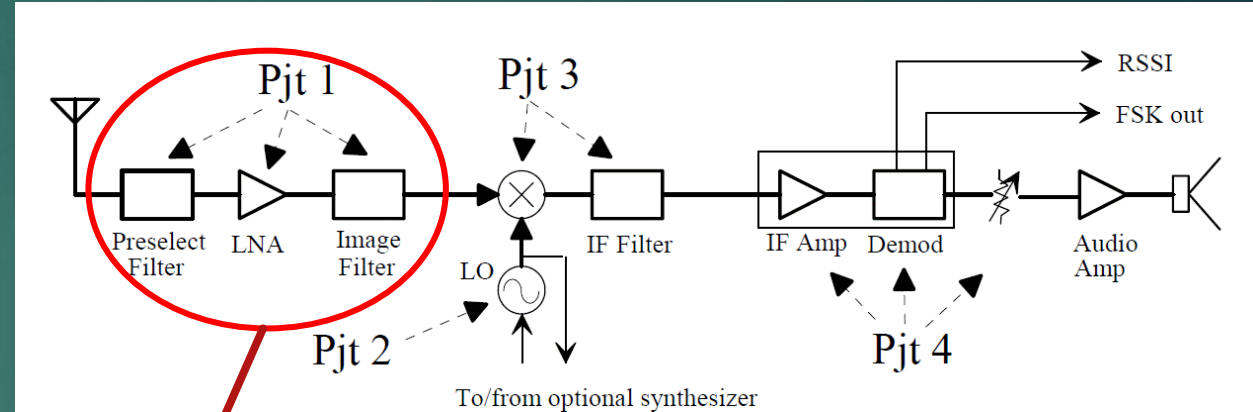 Pjt 1
Pjt 3
RSSI
FSK out
Preselect
Filter
LNA
Image
Filter
LO
IF Filter
IF Amp
Demod
Audio
Amp
Pjt 2
Pjt 4
To/from optional synthesizer